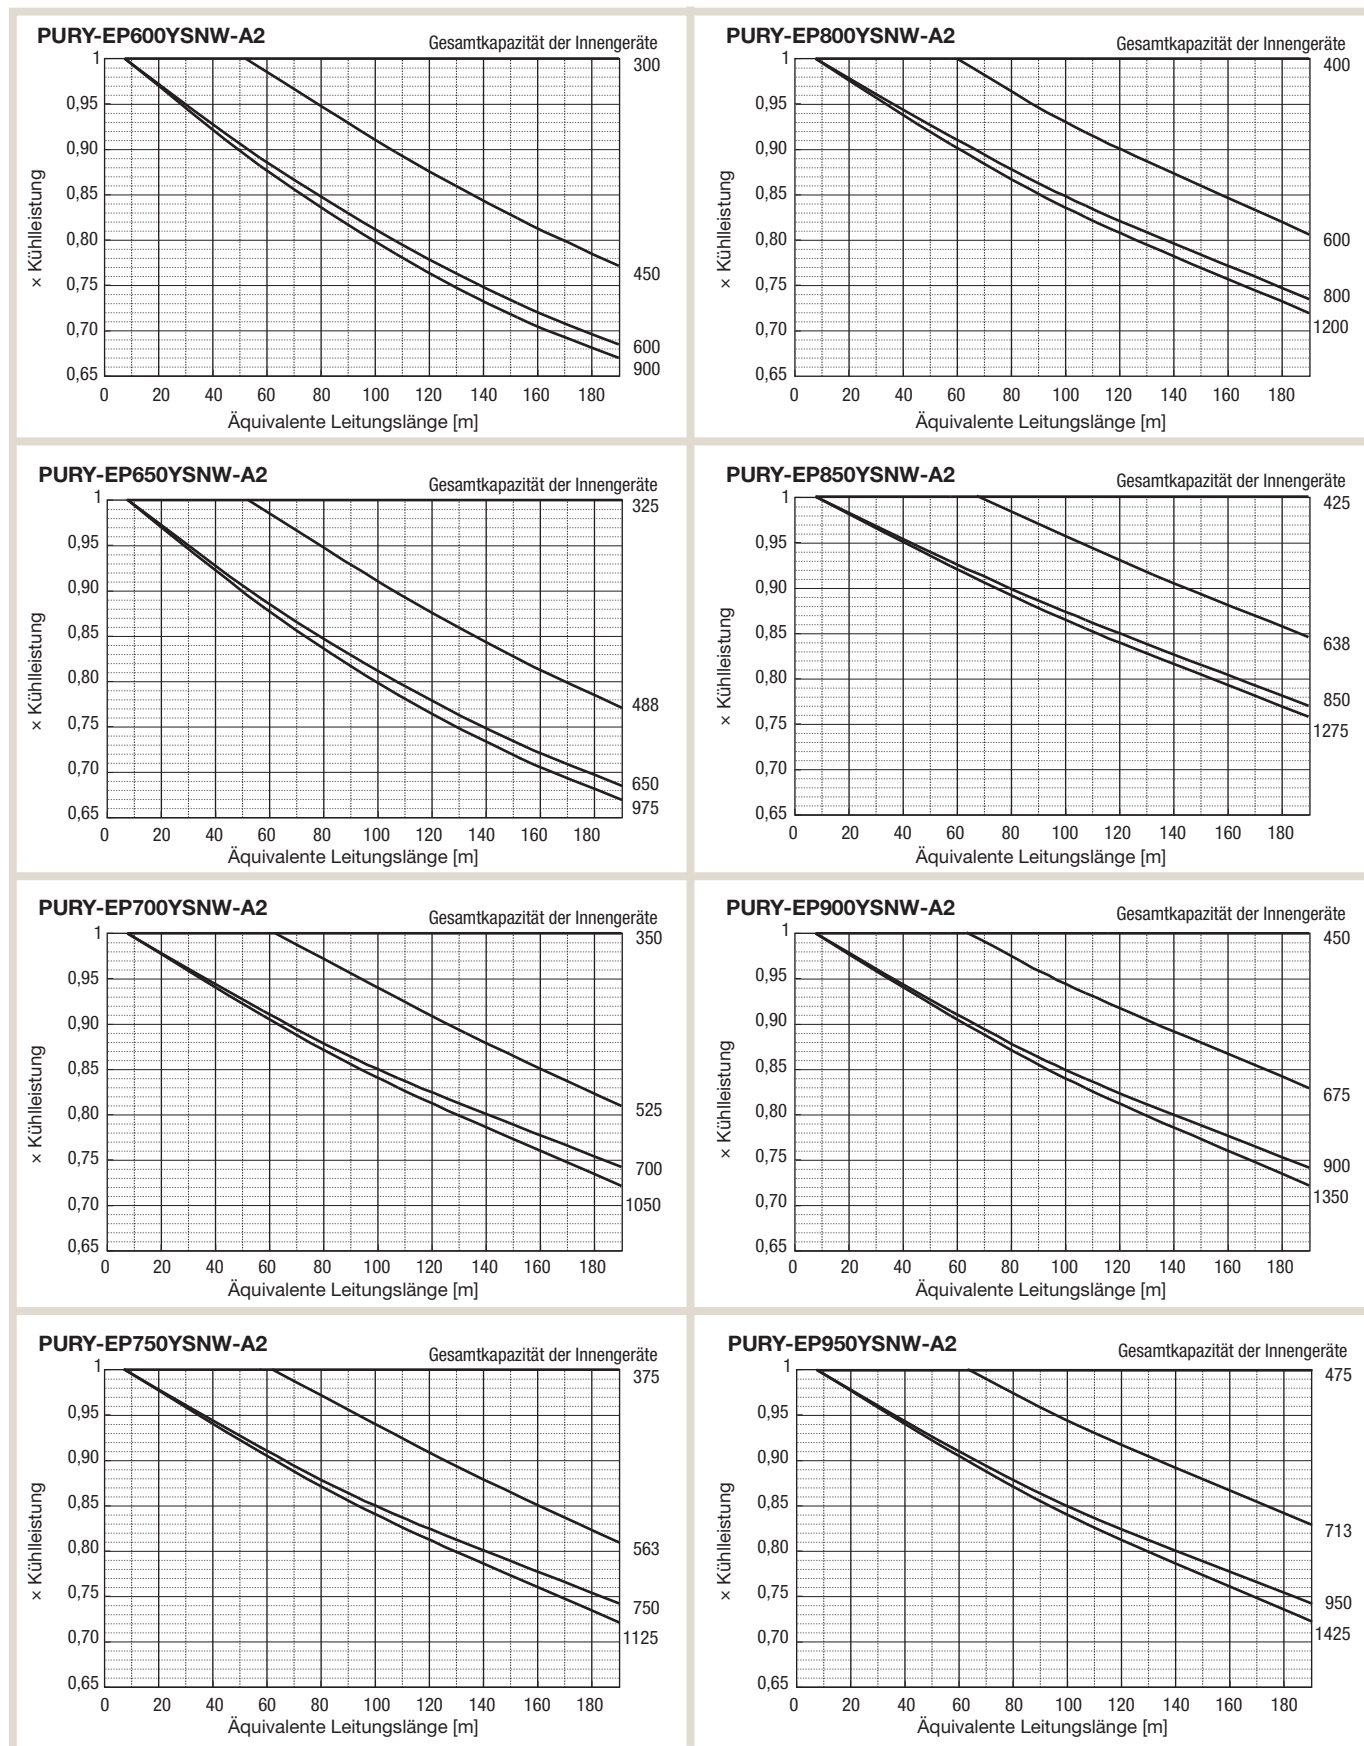 PURY-EP600YSNW-A2
Gesamtkapazität der Innengeräte
× Kühlleistung
1
0,95
0,90
0,85
0,80
0,75
0,70
0,65
300
450
600
900
0 20 40 60 80 100 120 140 160 180
Äquivalente Leitungslänge [m]
PURY-EP800YSNW-A2
Gesamtkapazität der Innengeräte
× Kühlleistung
1
0,95
0,90
0,85
0,80
0,75
0,70
0,65
400
600
800
1200
0 20 40 60 80 100 120 140 160 180
Äquivalente Leitungslänge [m]
PURY-EP650YSNW-A2
Gesamtkapazität der Innengeräte
× Kühlleistung
1
0,95
0,90
0,85
0,80
0,75
0,70
0,65
325
488
650
975
0 20 40 60 80 100 120 140 160 180
Äquivalente Leitungslänge [m]
PURY-EP850YSNW-A2
Gesamtkapazität der Innengeräte
× Kühlleistung
1
0,95
0,90
0,85
0,80
0,75
0,70
0,65
425
638
850
1275
0 20 40 60 80 100 120 140 160 180
Äquivalente Leitungslänge [m]
PURY-EP700YSNW-A2
Gesamtkapazität der Innengeräte
× Kühlleistung
1
0,95
0,90
0,85
0,80
0,75
0,70
0,65
350
525
700
1050
0 20 40 60 80 100 120 140 160 180
Äquivalente Leitungslänge [m]
PURY-EP900YSNW-A2
Gesamtkapazität der Innengeräte
× Kühlleistung
1
0,95
0,90
0,85
0,80
0,75
0,70
0,65
450
675
900
1350
0 20 40 60 80 100 120 140 160 180
Äquivalente Leitungslänge [m]
PURY-EP750YSNW-A2
Gesamtkapazität der Innengeräte
× Kühlleistung
1
0,95
0,90
0,85
0,80
0,75
0,70
0,65
375
563
750
1125
0 20 40 60 80 100 120 140 160 180
Äquivalente Leitungslänge [m]
PURY-EP950YSNW-A2
Gesamtkapazität der Innengeräte
× Kühlleistung
1
0,95
0,90
0,85
0,80
0,75
0,70
0,65
475
713
950
1425
0 20 40 60 80 100 120 140 160 180
Äquivalente Leitungslänge [m]